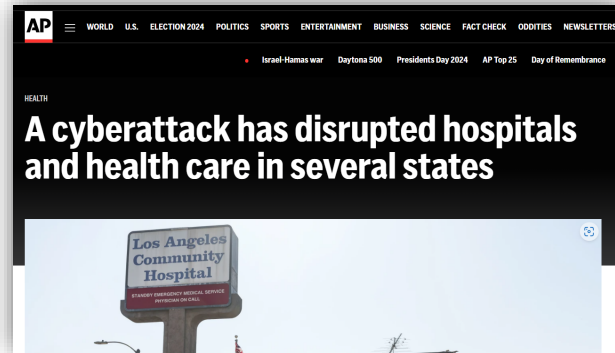 AP
WORLD U.S. ELECTION 2024 POLITICS SPORTS ENTERTAINMENT BUSINESS SCIENCE FACT CHECK ODDITIES NEWSLETTERS
Israel-Hamas war Daytona 500 Presidents Day 2024 AP Top 25 Day of Remembrance
HEALTH
A cyberattack has disrupted hospitals
and health care in several states
Los Angeles
Community
Hospital
STANDBY EMERGENCY MEDICAL SERVICE
PHYSICIAN ON CALL